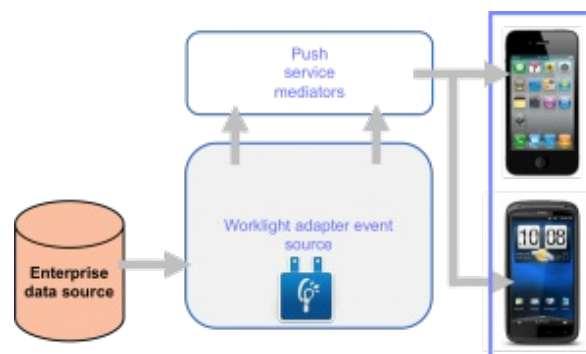 Push
service
mediators
Worklight adapter event
source
Enterprise
data source
10 08